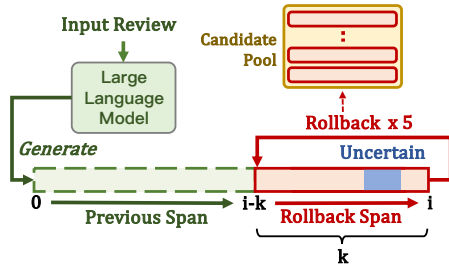 Input Review
Large
Language
Model
Candidate
Pool
:
Rollback x 5
Generate
Uncertain
0
Previous Span
i-k
Rollback Span
i
k